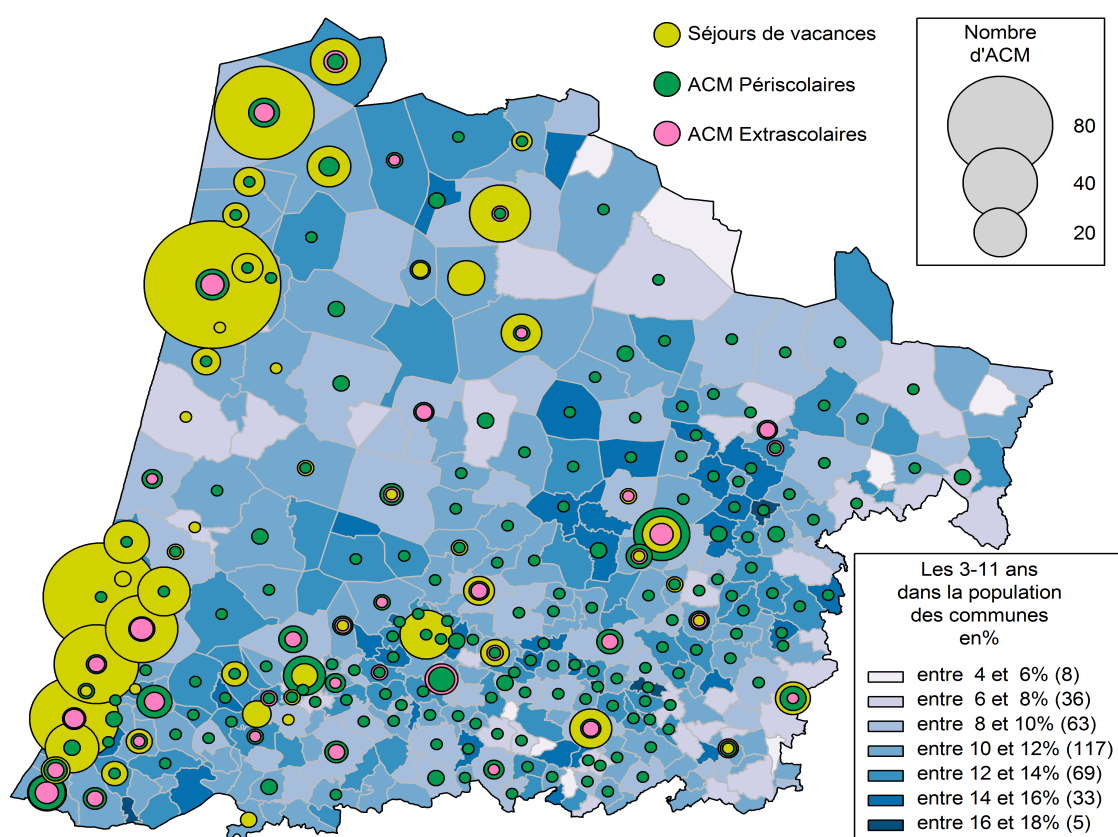 Séjours de vacances
ACM Périscolaires
ACM Extrascolaires
Nombre
d'ACM
80
40
20
Les 3-11 ans
dans la population
des communes
en%
entre 4 et 6% (8)
entre 6 et 8% (36)
entre 8 et 10% (63)
entre 10 et 12% (117)
entre 12 et 14% (69)
entre 14 et 16% (33)
entre 16 et 18% (5)